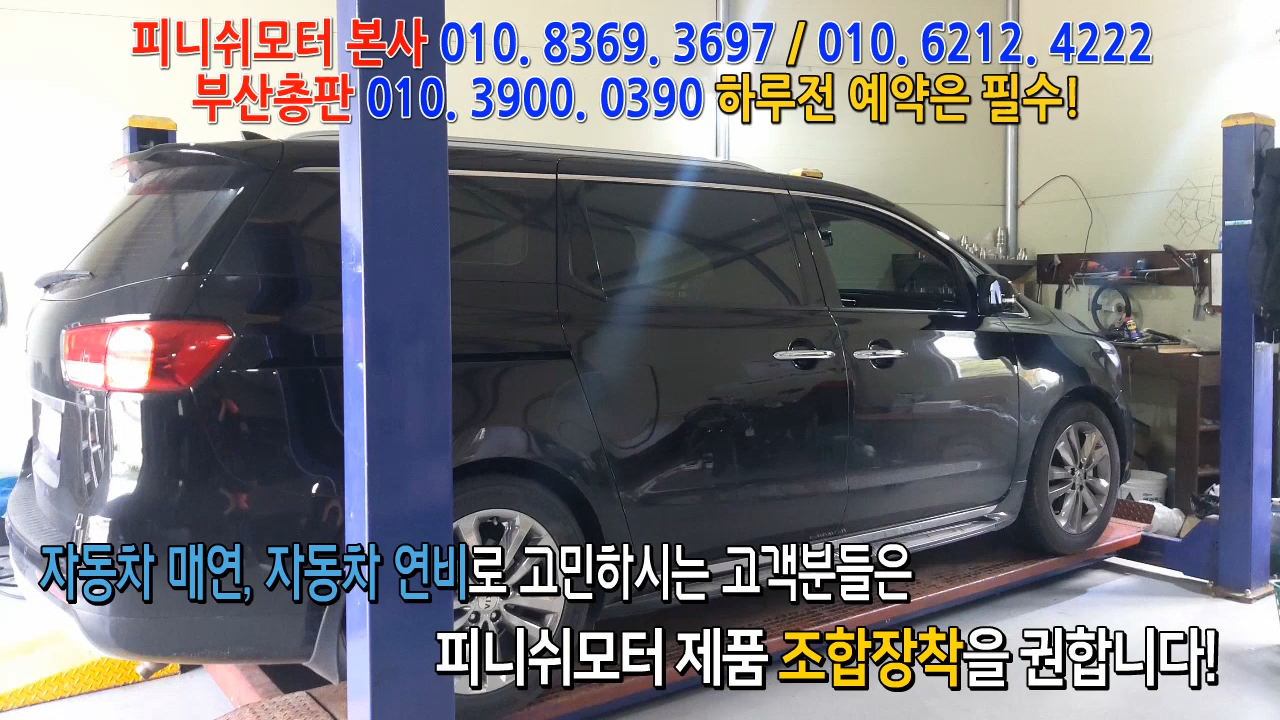 피니쉬모터 본사 010. 8369. 3697 / 010. 6212. 4222
부산총판 010. 3900. 0390 하루전 예약은 필수!
자동차 매연, 자동차 연비로 고민하시는 고객분들은
피니쉬모터 제품 조합장착을 권합니다!